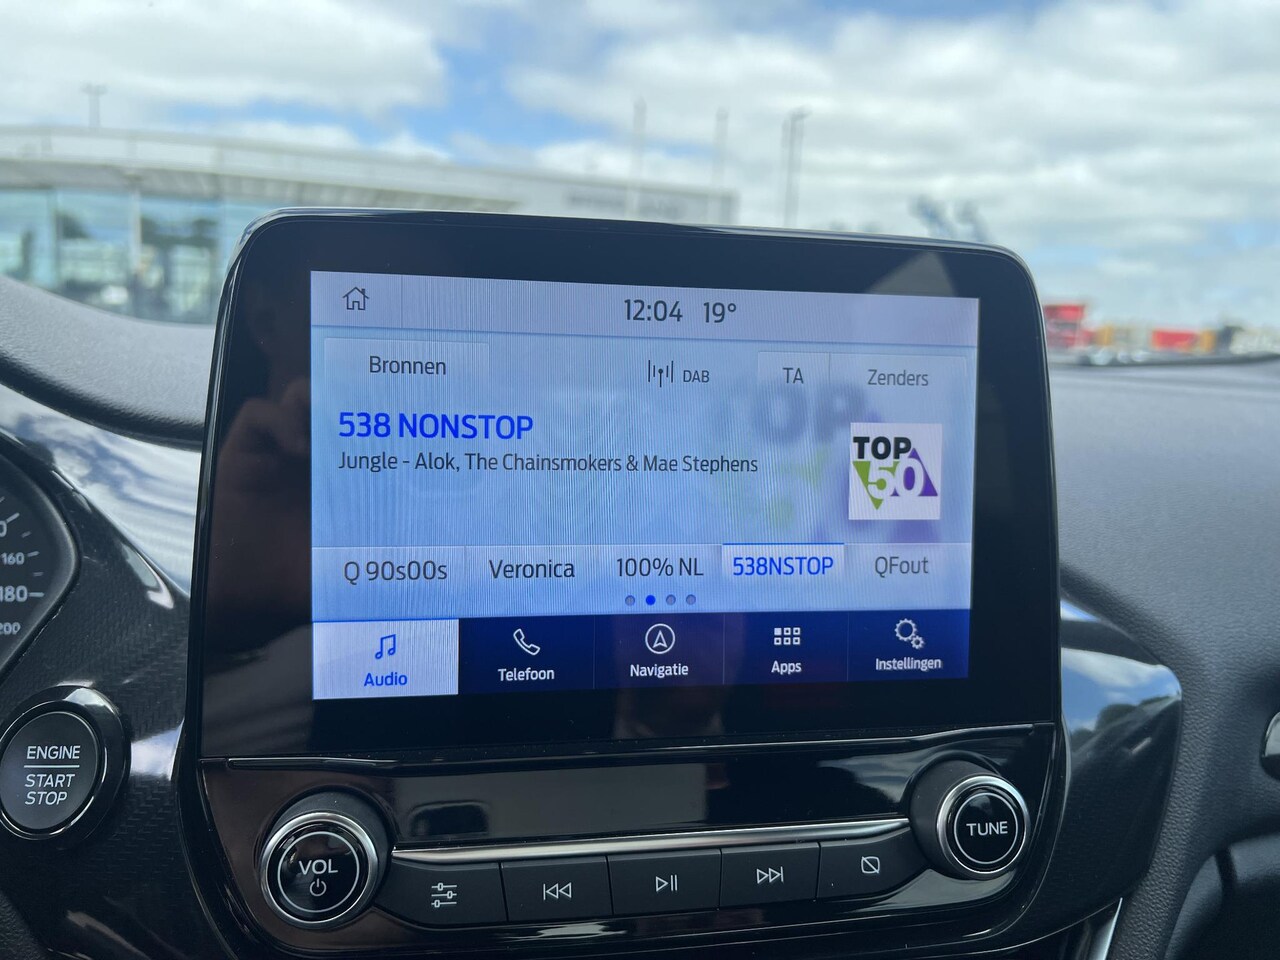 12:04 19°
Bronnen DAB TA Zenders
538 NONSTOP
Jungle - Alok, The Chainsmokers & Mae Stephens
TOP
50
Q 90s00s Veronica 100% NL 538NSTOP QFout
Audio Telefoon Navigatie Apps Instellingen
160
180
200
ENGINE
START
STOP
VOL
TUNE